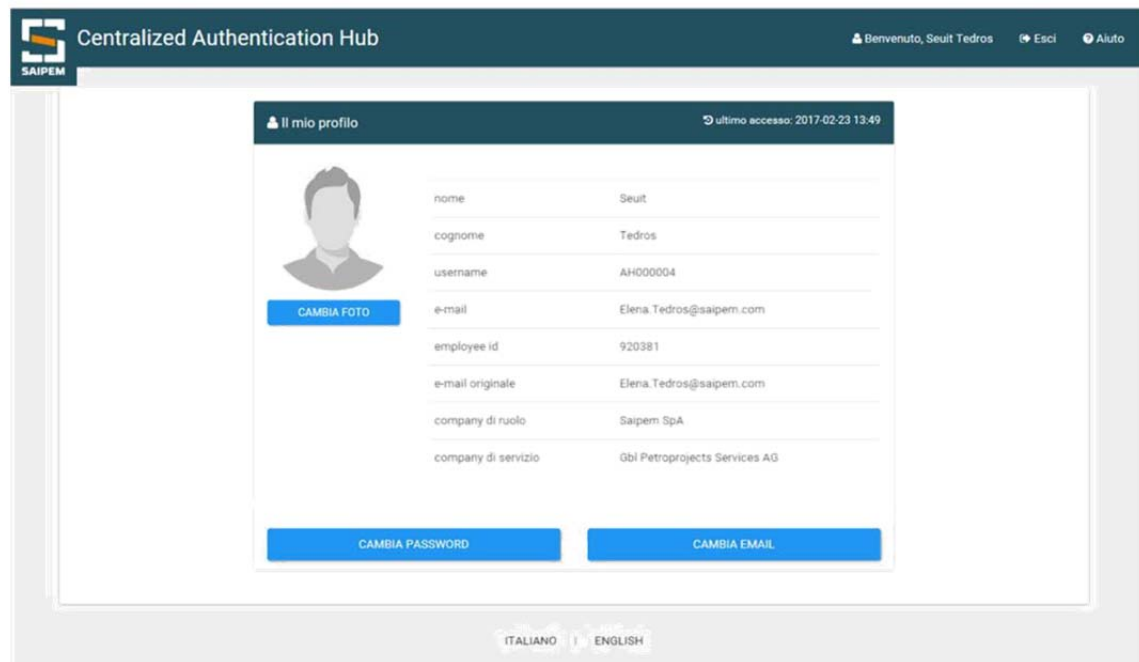 Centralized Authentication Hub
Benvenuto, Seuit Tedros Esci Aiuto
SAIPEM
Il mio profilo ultimo accesso: 2017-02-23 13:49
nome Seuit
cognome Tedros
username AH000004
CAMBIA FOTO
e-mail Elena.Tedros@saipem.com
employee id 920381
e-mail originale Elena.Tedros@saipem.com
company di ruolo Saipem SpA
company di servizio Gbl Petroprojects Services AG
CAMBIA PASSWORD CAMBIA EMAIL
ITALIANO | ENGLISH